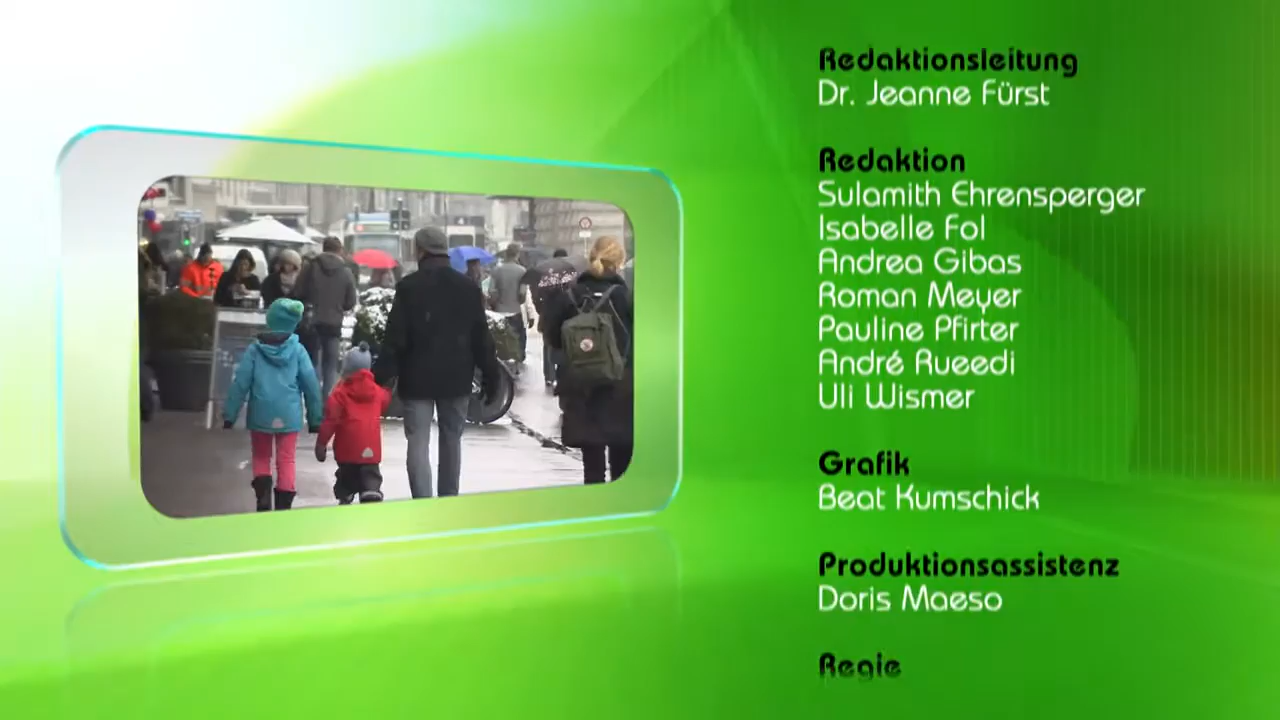 Redaktionsleitung
Dr. Jeanne Fürst
Redaktion
Sulamith Ehrensperger
Isabelle Fol
Andrea Gibas
Roman Meyer
Pauline Pfirter
André Rueedi
Uli Wismer
Grafik
Beat Kumschick
Produktionsassistenz
Doris Maeso
Regie